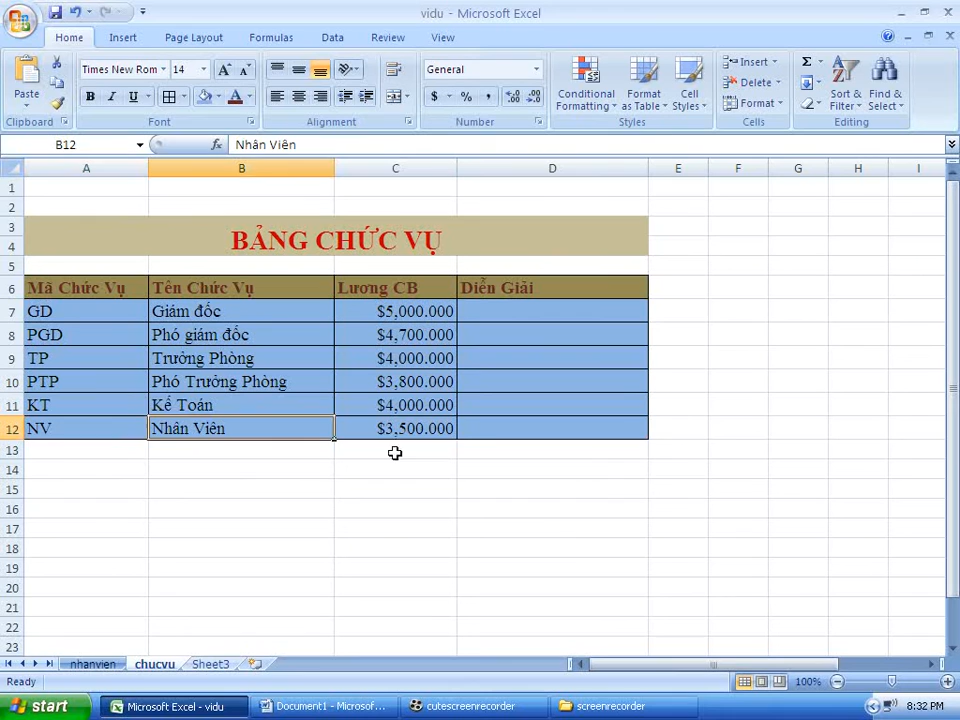 vidu - Microsoft Excel
Home Insert Page Layout Formulas Data Review View
Paste
Clipboard
Times New Rom 14
B I U
Font
Alignment
General
$ % ,
Number
Conditional Formatting
Format as Table
Cell Styles
Styles
Insert
Delete
Format
Cells
Σ
Sort & Filter
Find & Select
Editing
B12 fx Nhân Viên
A B C D E F G H I
1
2
3
BẢNG CHỨC VỤ
4
5
6 Mã Chức Vụ Tên Chức Vụ Lương CB Diễn Giải
7 GD Giám đốc $5,000.000
8 PGD Phó giám đốc $4,700.000
9 TP Trưởng Phòng $4,000.000
10 PTP Phó Trưởng Phòng $3,800.000
11 KT Kế Toán $4,000.000
12 NV Nhân Viên $3,500.000
13
14
15
16
17
18
19
20
21
22
23
nhanvien chucvu Sheet3
Ready 100%
start Microsoft Excel - vidu Document1 - Microsof... cutescreenrecorder screenrecorder 8:32 PM